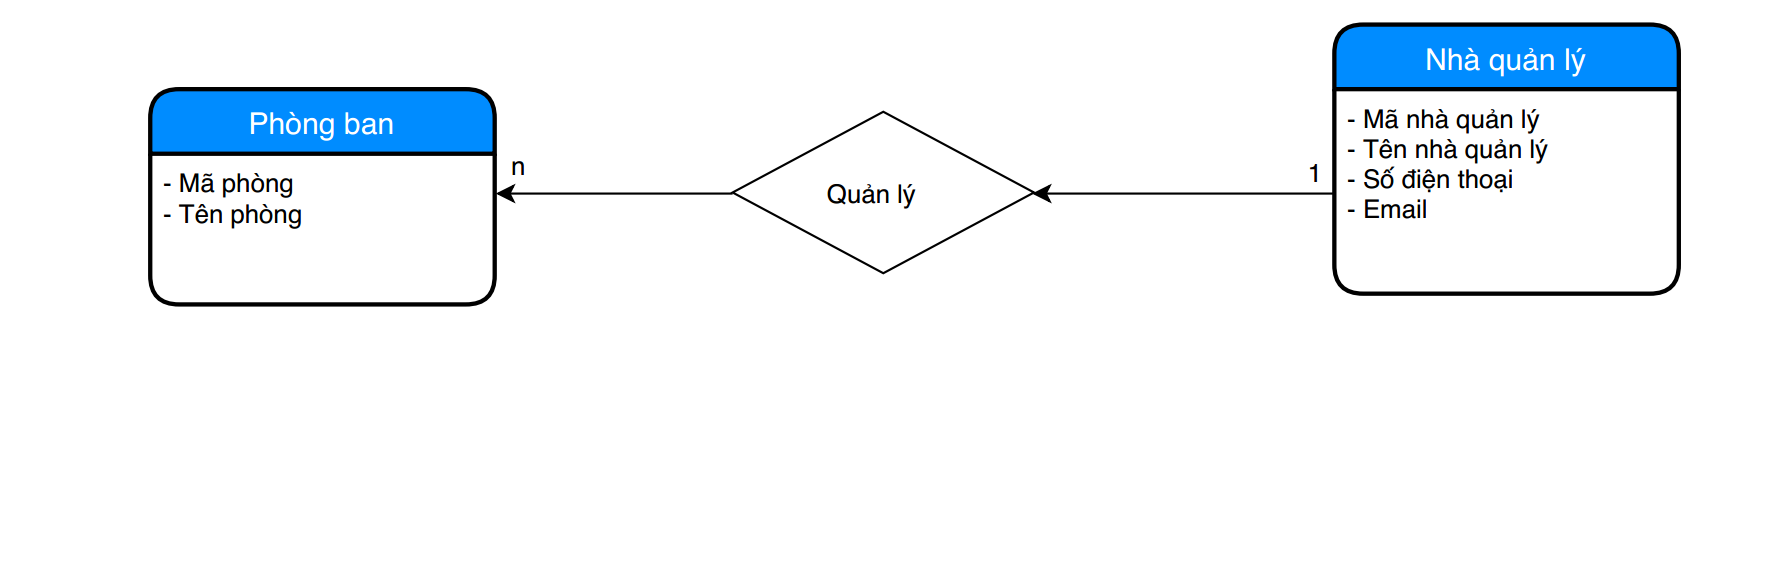 Phòng ban
- Mã phòng
- Tên phòng
n
Quản lý
1
Nhà quản lý
- Mã nhà quản lý
- Tên nhà quản lý
- Số điện thoại
- Email